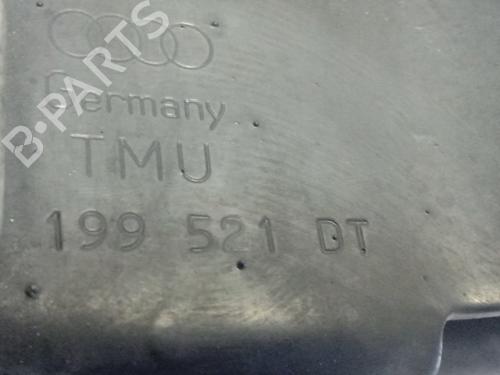 Germany
TMU
199 521 DT
B-PARTS